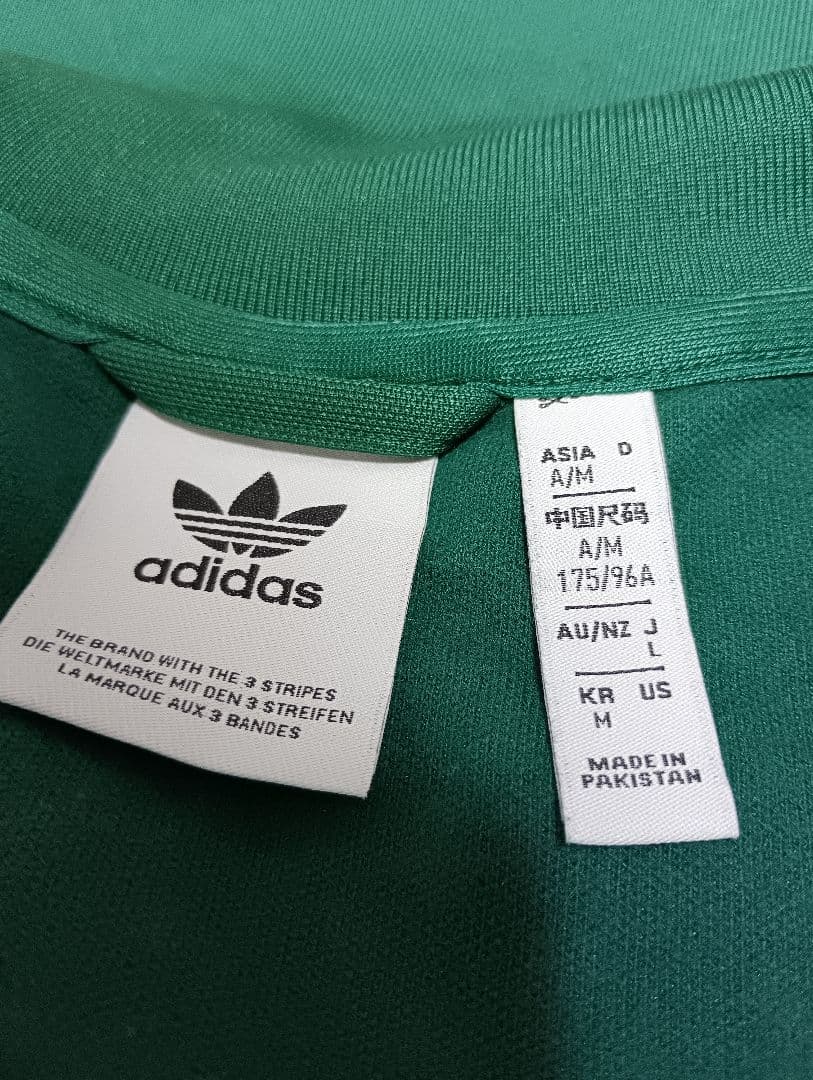 adidas
THE BRAND WITH THE 3 STRIPES
DIE WELTMARKE MIT DEN 3 STREIFEN
LA MARQUE AUX 3 BANDES
ASIA D
A/M
中国尺码
A/M
175/96A
AU/NZ J
L
KR US
M
MADE IN
PAKISTAN